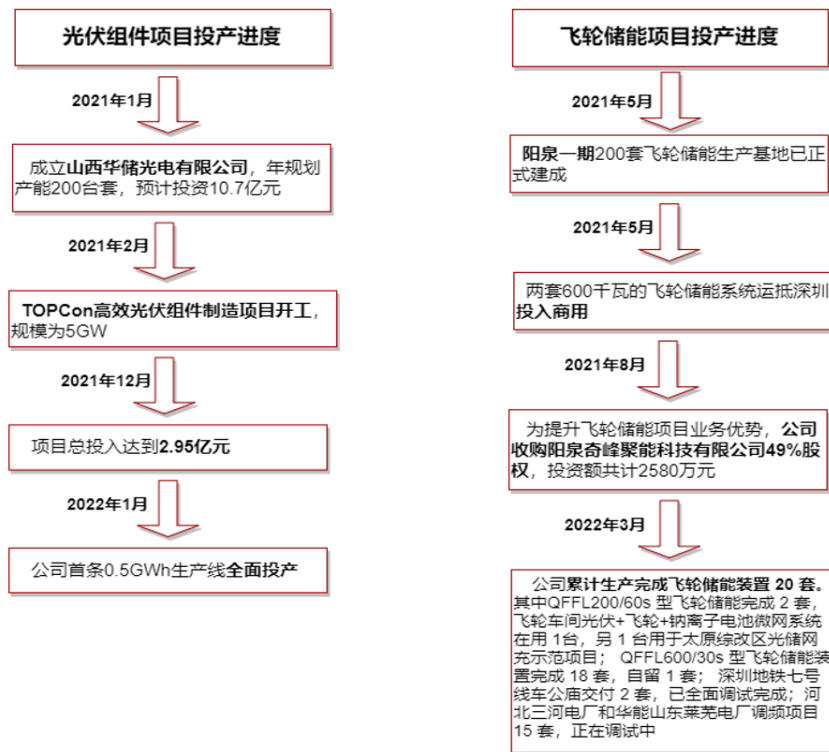 光伏组件项目投产进度
2021年1月
成立山西华储光电有限公司，年规划
产能200台套，预计投资10.7亿元
2021年2月
TOPCon高效光伏组件制造项目开工，
规模为5GW
2021年12月
项目总投入达到2.95亿元
2022年1月
公司首条0.5GWh生产线全面投产
飞轮储能项目投产进度
2021年5月
阳泉一期200套飞轮储能生产基地已正
式建成
2021年5月
两套600千瓦的飞轮储能系统运抵深圳
投入商用
2021年8月
为提升飞轮储能项目业务优势，公司
收购阳泉奇峰聚能科技有限公司49%股
权，投资额共计2580万元
2022年3月
公司累计生产完成飞轮储能装置 20 套。
其中QFFL200/60s 型飞轮储能完成 2 套，
飞轮车间光伏+飞轮+钠离子电池微网系统
在用 1台，另 1 台用于太原综改区光储网
充示范项目； QFFL600/30s 型飞轮储能装
置完成 18 套，自留 1 套； 深圳地铁七号
线车公庙交付 2 套，已全面调试完成；河
北三河电厂和华能山东莱芜电厂调频项目
15 套，正在调试中